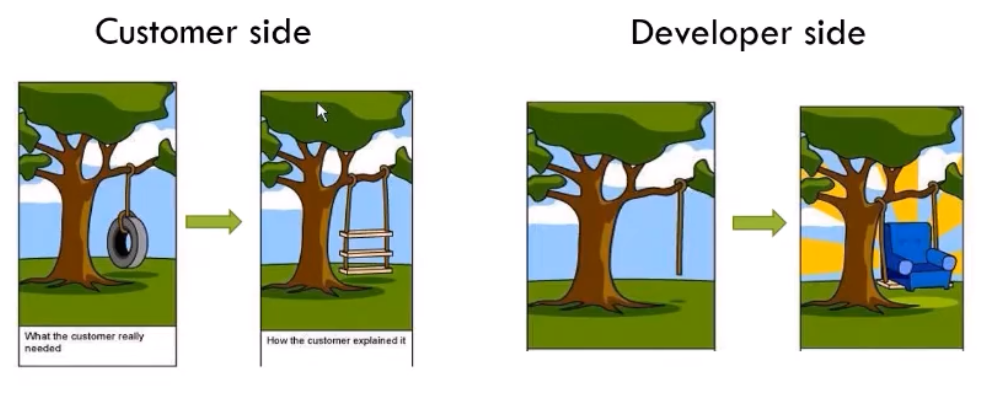 Customer side
Developer side
What the customer really
needed
How the customer explained it